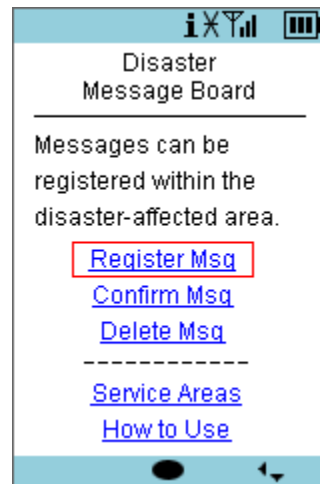 Disaster
Message Board
Messages can be
registered within the
disaster-affected area.
Register Msg
Confirm Msg
Delete Msg
------------
Service Areas
How to Use